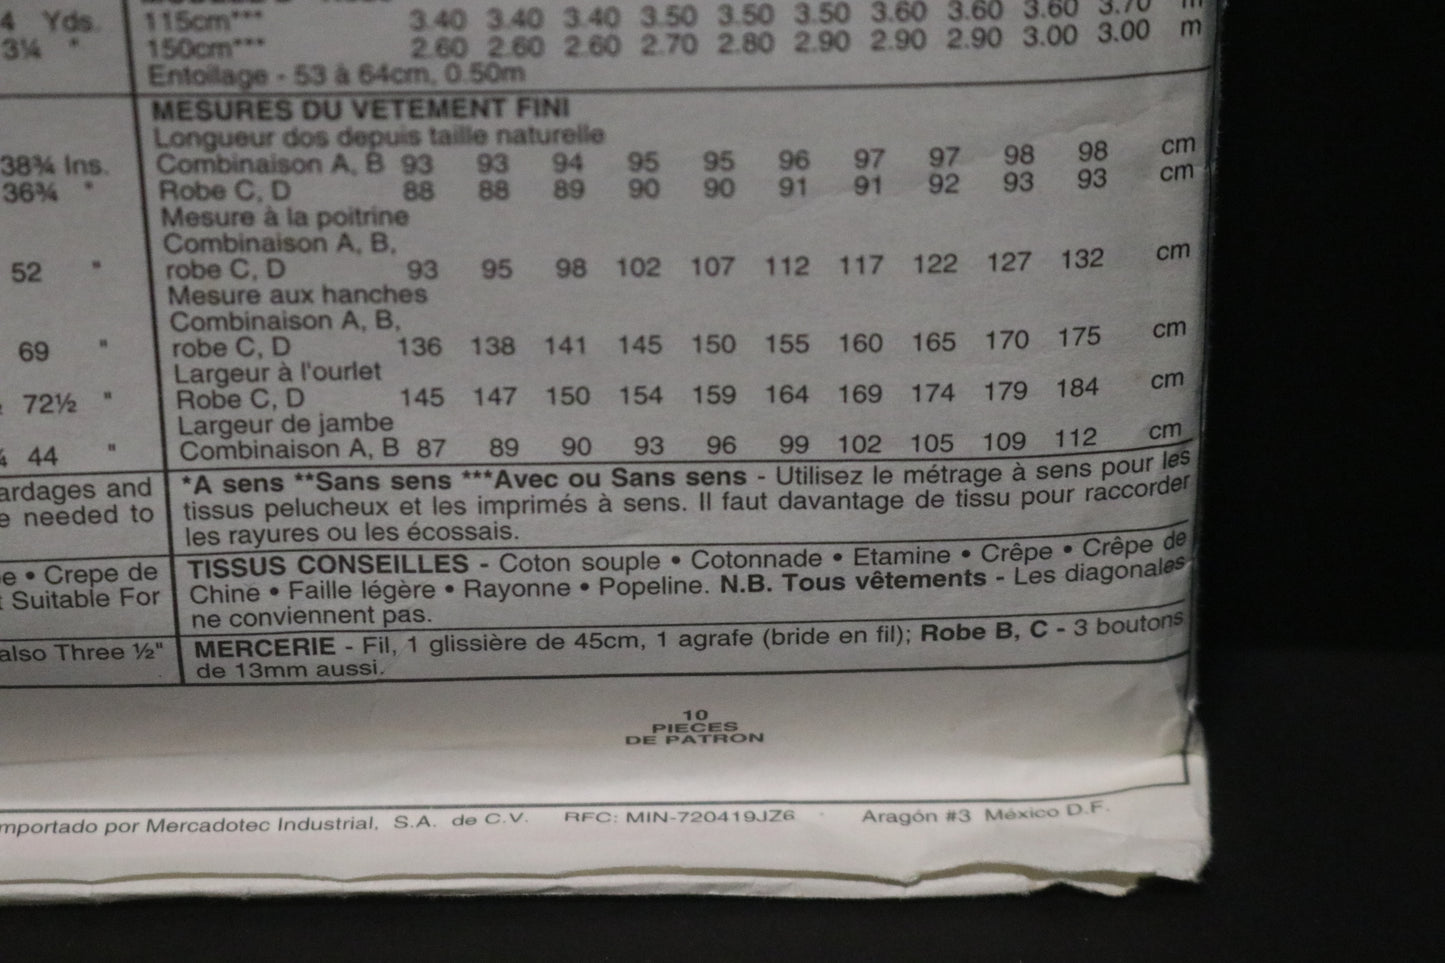 4 Yds.
3¼ "
38¾ Ins.
36¾ "
52 "
69 "
72½ "
44 "
ardages and
e needed to
e • Crepe de
Suitable For
also Three ½"
115cm*** 3.40 3.40 3.40 3.50 3.50 3.50 3.60 3.60 3.60 3.70 m
150cm*** 2.60 2.60 2.60 2.70 2.80 2.90 2.90 2.90 3.00 3.00 m
Entoilage - 53 à 64cm, 0.50m
MESURES DU VETEMENT FINI
Longueur dos depuis taille naturelle
Combinaison A, B 93 93 94 95 95 96 97 97 98 98 cm
Robe C, D 88 88 89 90 90 91 91 92 93 93 cm
Mesure à la poitrine
Combinaison A, B,
robe C, D 93 95 98 102 107 112 117 122 127 132 cm
Mesure aux hanches
Combinaison A, B,
robe C, D 136 138 141 145 150 155 160 165 170 175 cm
Largeur à l'ourlet
Robe C, D 145 147 150 154 159 164 169 174 179 184 cm
Largeur de jambe
Combinaison A, B 87 89 90 93 96 99 102 105 109 112 cm
*A sens **Sans sens ***Avec ou Sans sens - Utilisez le métrage à sens pour les
tissus pelucheux et les imprimés à sens. Il faut davantage de tissu pour raccorder
les rayures ou les écossais.
TISSUS CONSEILLES - Coton souple • Cotonnade • Etamine • Crêpe • Crêpe de
Chine • Faille légère • Rayonne • Popeline. N.B. Tous vêtements - Les diagonales
ne conviennent pas.
MERCERIE - Fil, 1 glissière de 45cm, 1 agrafe (bride en fil); Robe B, C - 3 boutons
de 13mm aussi.
10
PIECES
DE PATRON
mportado por Mercadotec Industrial, S.A. de C.V. RFC: MIN-720419JZ6 Aragón #3 México D.F.